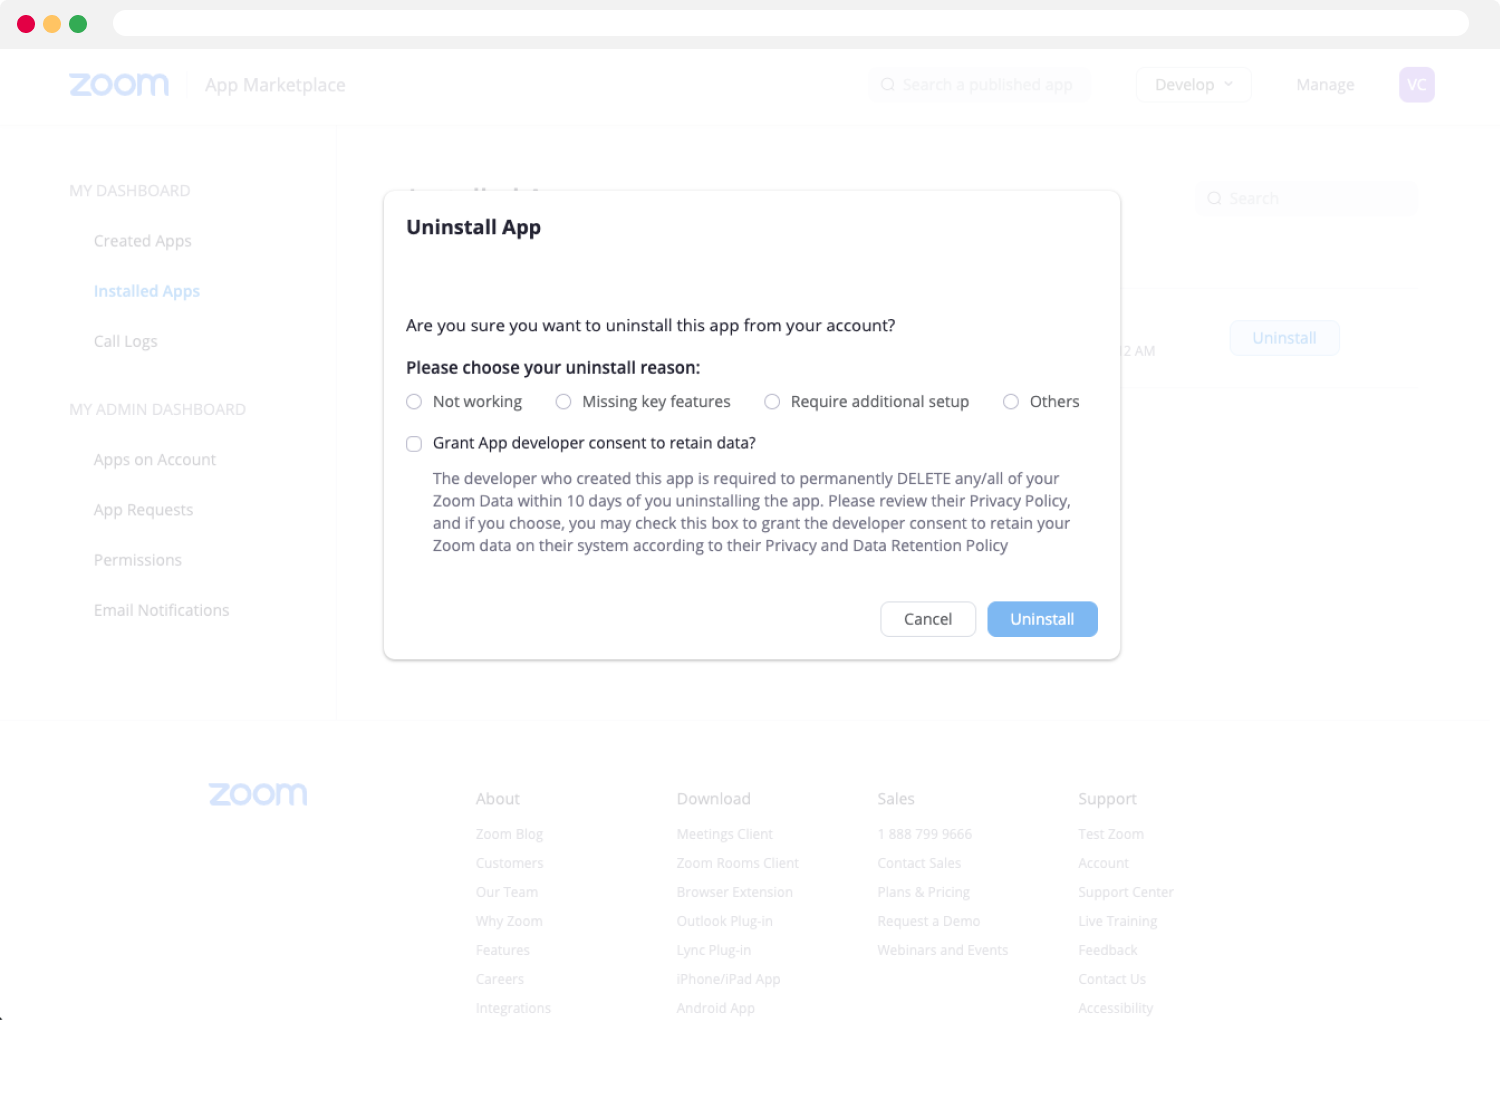 zoom App Marketplace
Search a published app
Develop
Manage
VC
MY DASHBOARD
Created Apps
Installed Apps
Call Logs
MY ADMIN DASHBOARD
Apps on Account
App Requests
Permissions
Email Notifications
Search
Uninstall
Uninstall App
Are you sure you want to uninstall this app from your account?
Please choose your uninstall reason:
Not working
Missing key features
Require additional setup
Others
Grant App developer consent to retain data?
The developer who created this app is required to permanently DELETE any/all of your
Zoom Data within 10 days of you uninstalling the app. Please review their Privacy Policy,
and if you choose, you may check this box to grant the developer consent to retain your
Zoom data on their system according to their Privacy and Data Retention Policy
Cancel
Uninstall
zoom
About
Zoom Blog
Customers
Our Team
Why Zoom
Features
Careers
Integrations
Download
Meetings Client
Zoom Rooms Client
Browser Extension
Outlook Plug-in
Lync Plug-in
iPhone/iPad App
Android App
Sales
1 888 799 9666
Contact Sales
Plans & Pricing
Request a Demo
Webinars and Events
Support
Test Zoom
Account
Support Center
Live Training
Feedback
Contact Us
Accessibility